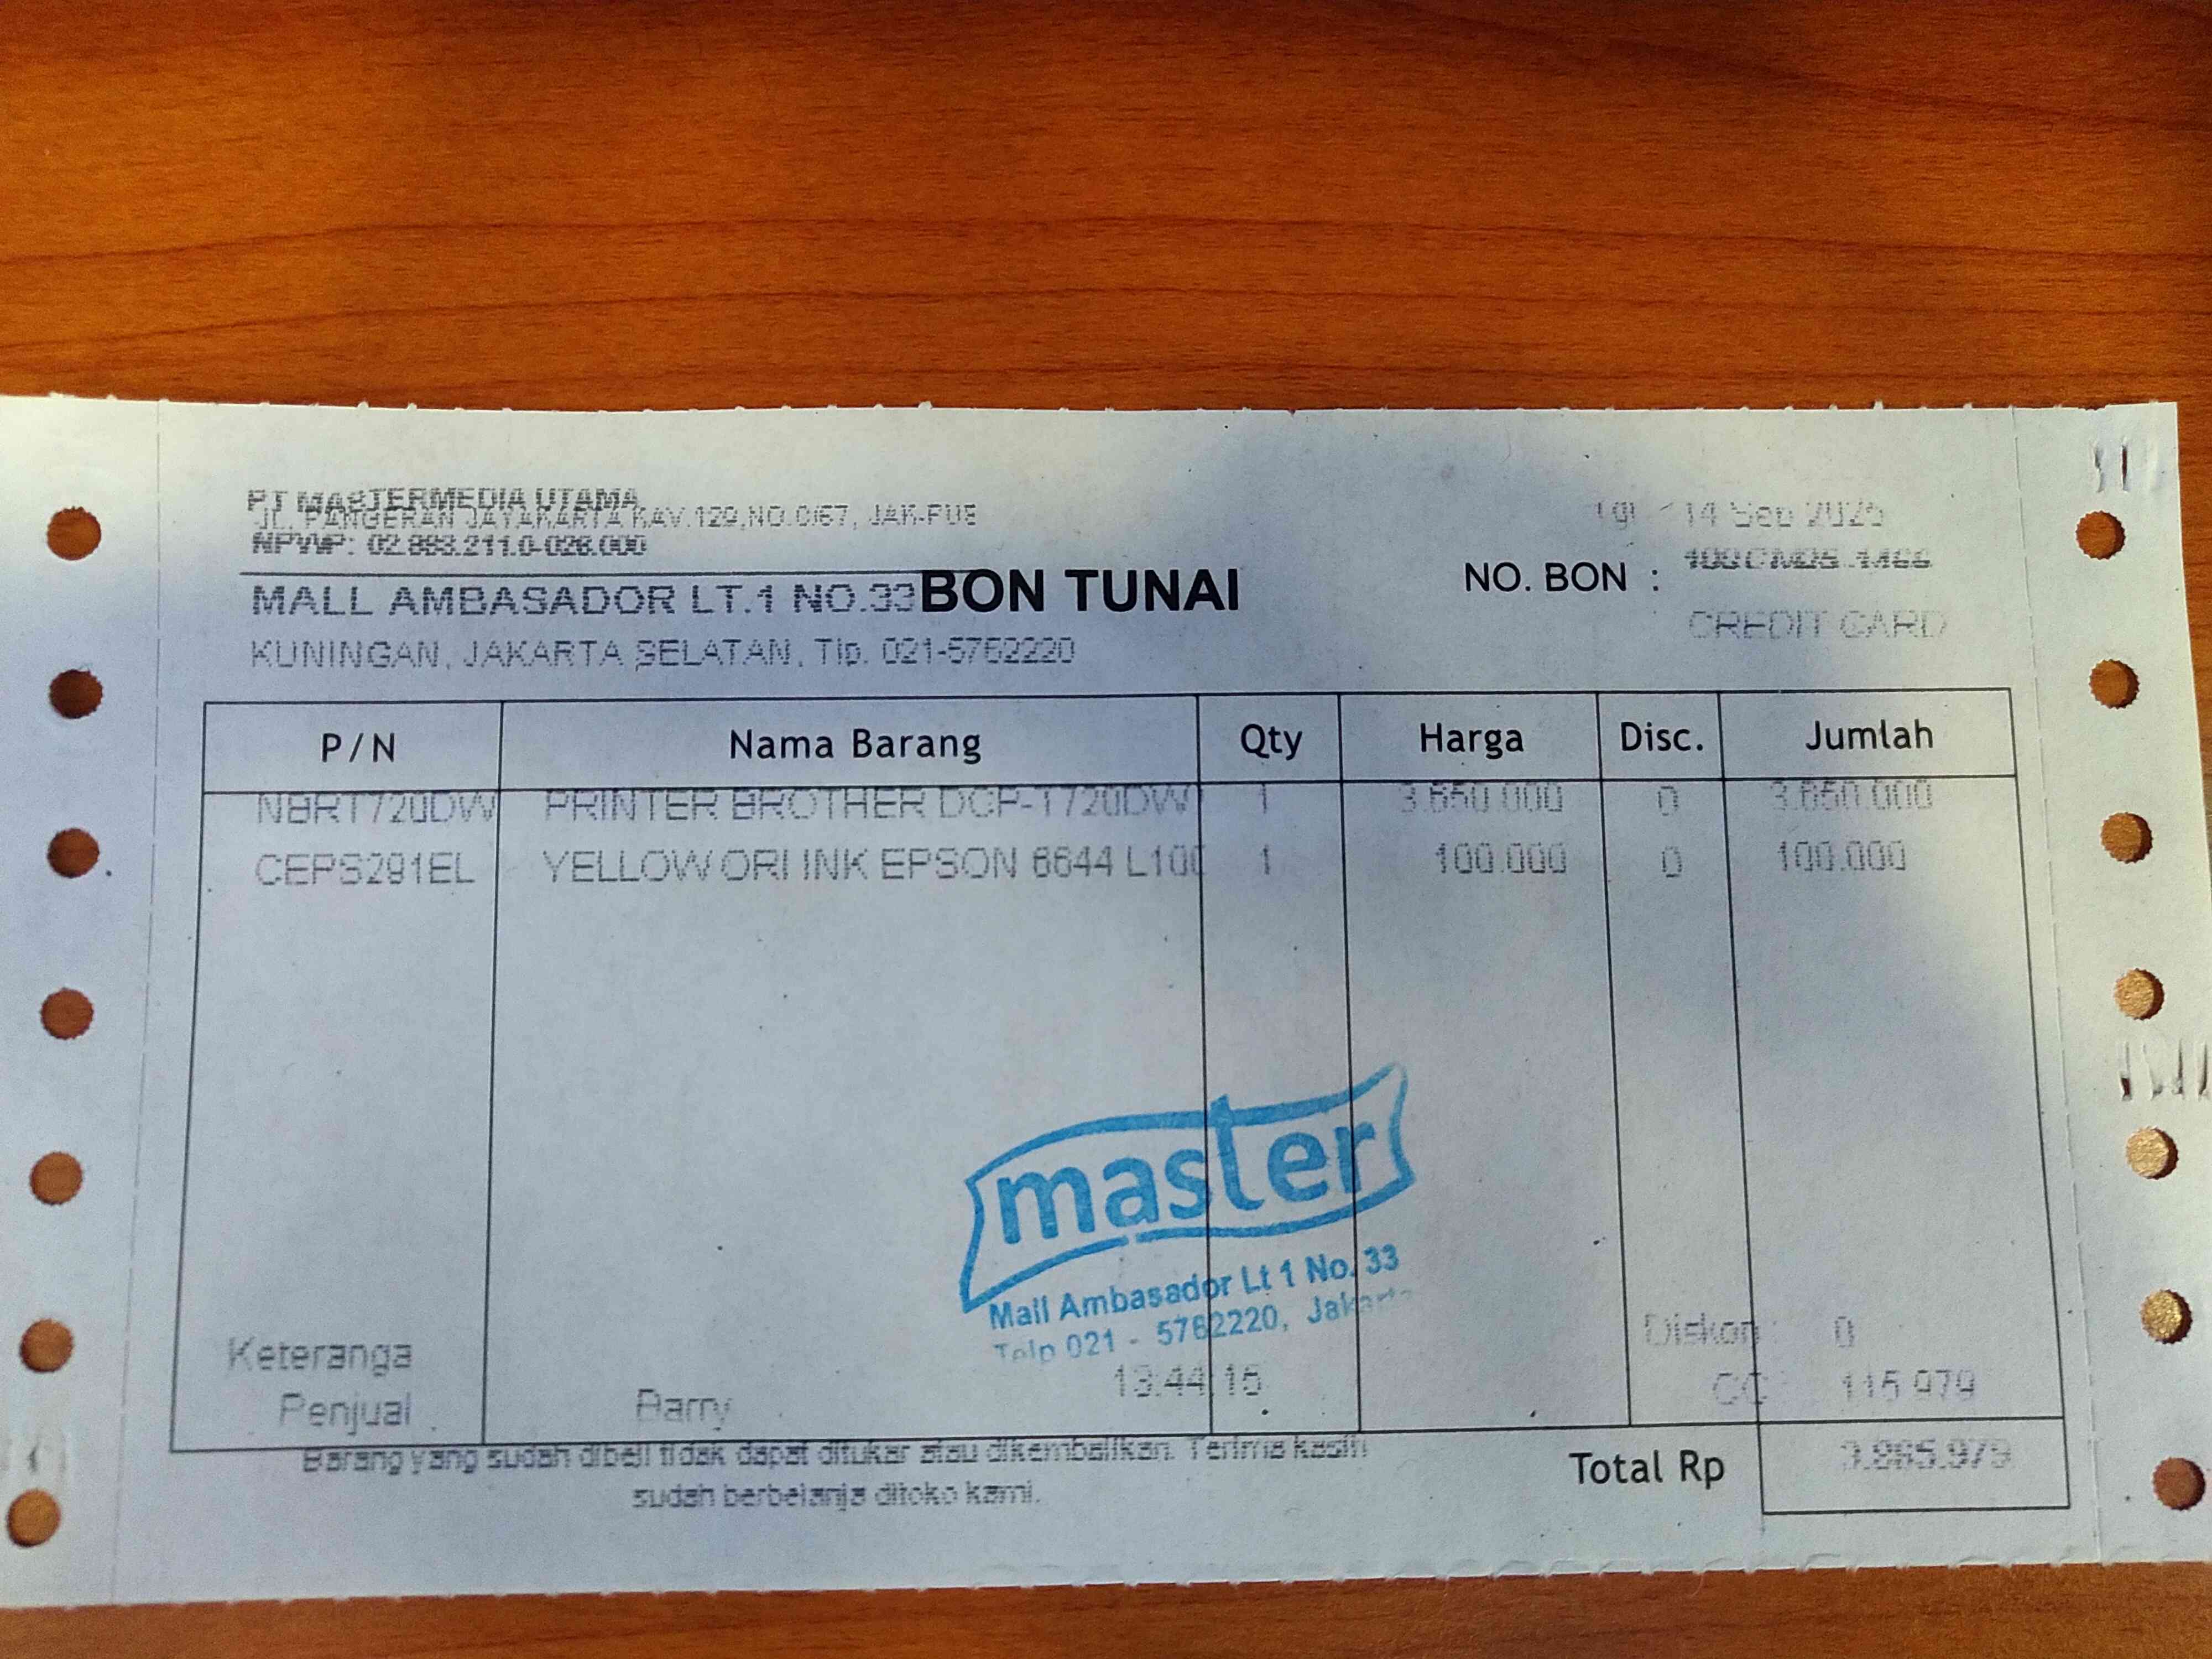 PT MASTERMEDIA UTAMA
JL. PANGERAN JAYAKARTA KAV.129,NO.C/67, JAK-PUS
NPWP: 02.883.211.0-026.000
Tgl : 14 Sep 2025
NO. BON :
MALL AMBASADOR LT.1 NO.33
BON TUNAI
CREDIT CARD
KUNINGAN, JAKARTA SELATAN, Tlp. 021-5762220
P/N Nama Barang Qty Harga Disc. Jumlah
NBRT720DW PRINTER BROTHER DCP-T720DW 1 3.650.000 0 3.650.000
CEPS291EL YELLOW ORI INK EPSON 6644 L100 1 100.000 0 100.000
master
Mall Ambasador Lt 1 No. 33
Telp 021 - 5762220, Jakarta
Diskon 0
Keteranga
13:44:16
CC 115.979
Penjual Barry
Barang yang sudah dibeli tidak dapat ditukar atau dikembalikan. Terima kasih
sudah berbelanja ditoko kami.
Total Rp 3.865.979